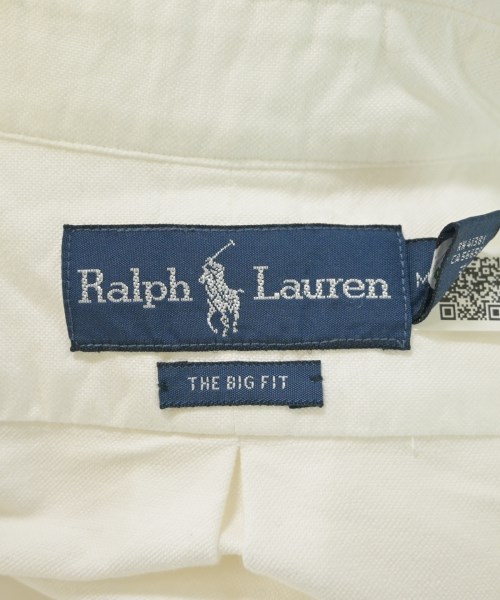 Ralph Lauren
M
THE BIG FIT